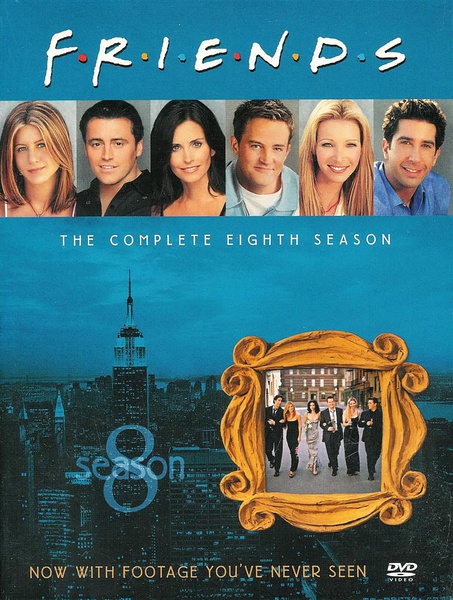 F·R·I·E·N·D·S
THE COMPLETE EIGHTH SEASON
8
season
NOW WITH FOOTAGE YOU'VE NEVER SEEN
DVD
VIDEO